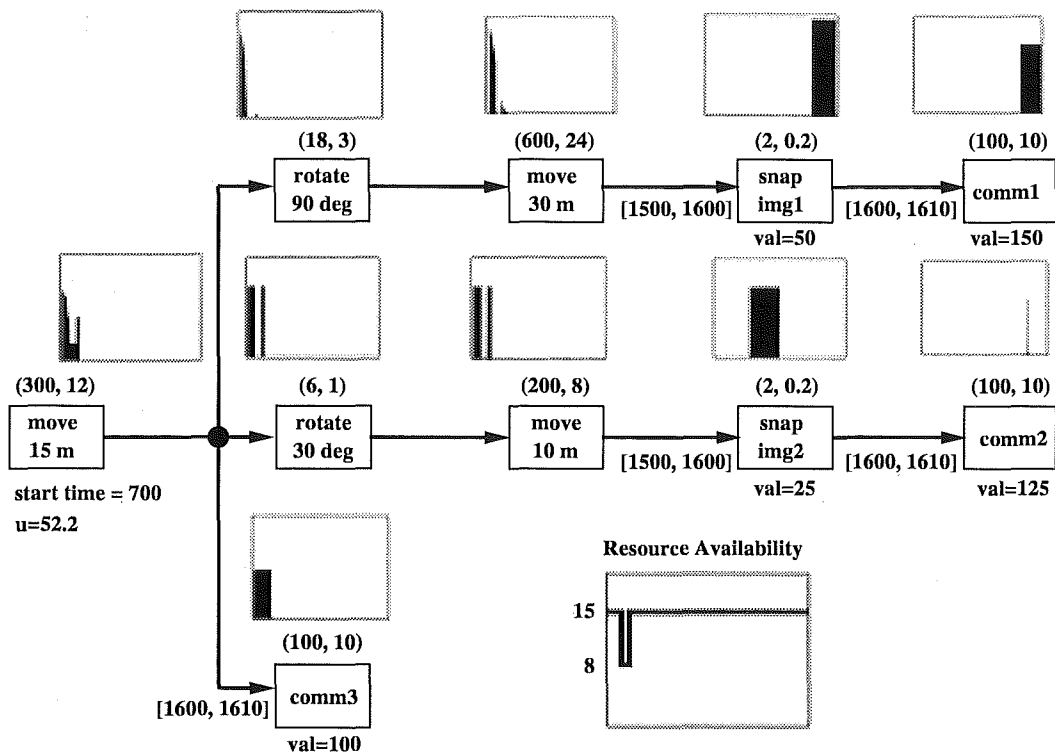 (18, 3)
(600, 24)
(2, 0.2)
(100, 10)
rotate
90 deg
move
30 m
[1500, 1600]
snap
img1
[1600, 1610]
comm1
val=50
val=150
(300, 12)
(6, 1)
(200, 8)
(2, 0.2)
(100, 10)
move
15 m
rotate
30 deg
move
10 m
[1500, 1600]
snap
img2
[1600, 1610]
comm2
start time = 700
u=52.2
val=25
val=125
Resource Availability
15
8
(100, 10)
[1600, 1610]
comm3
val=100